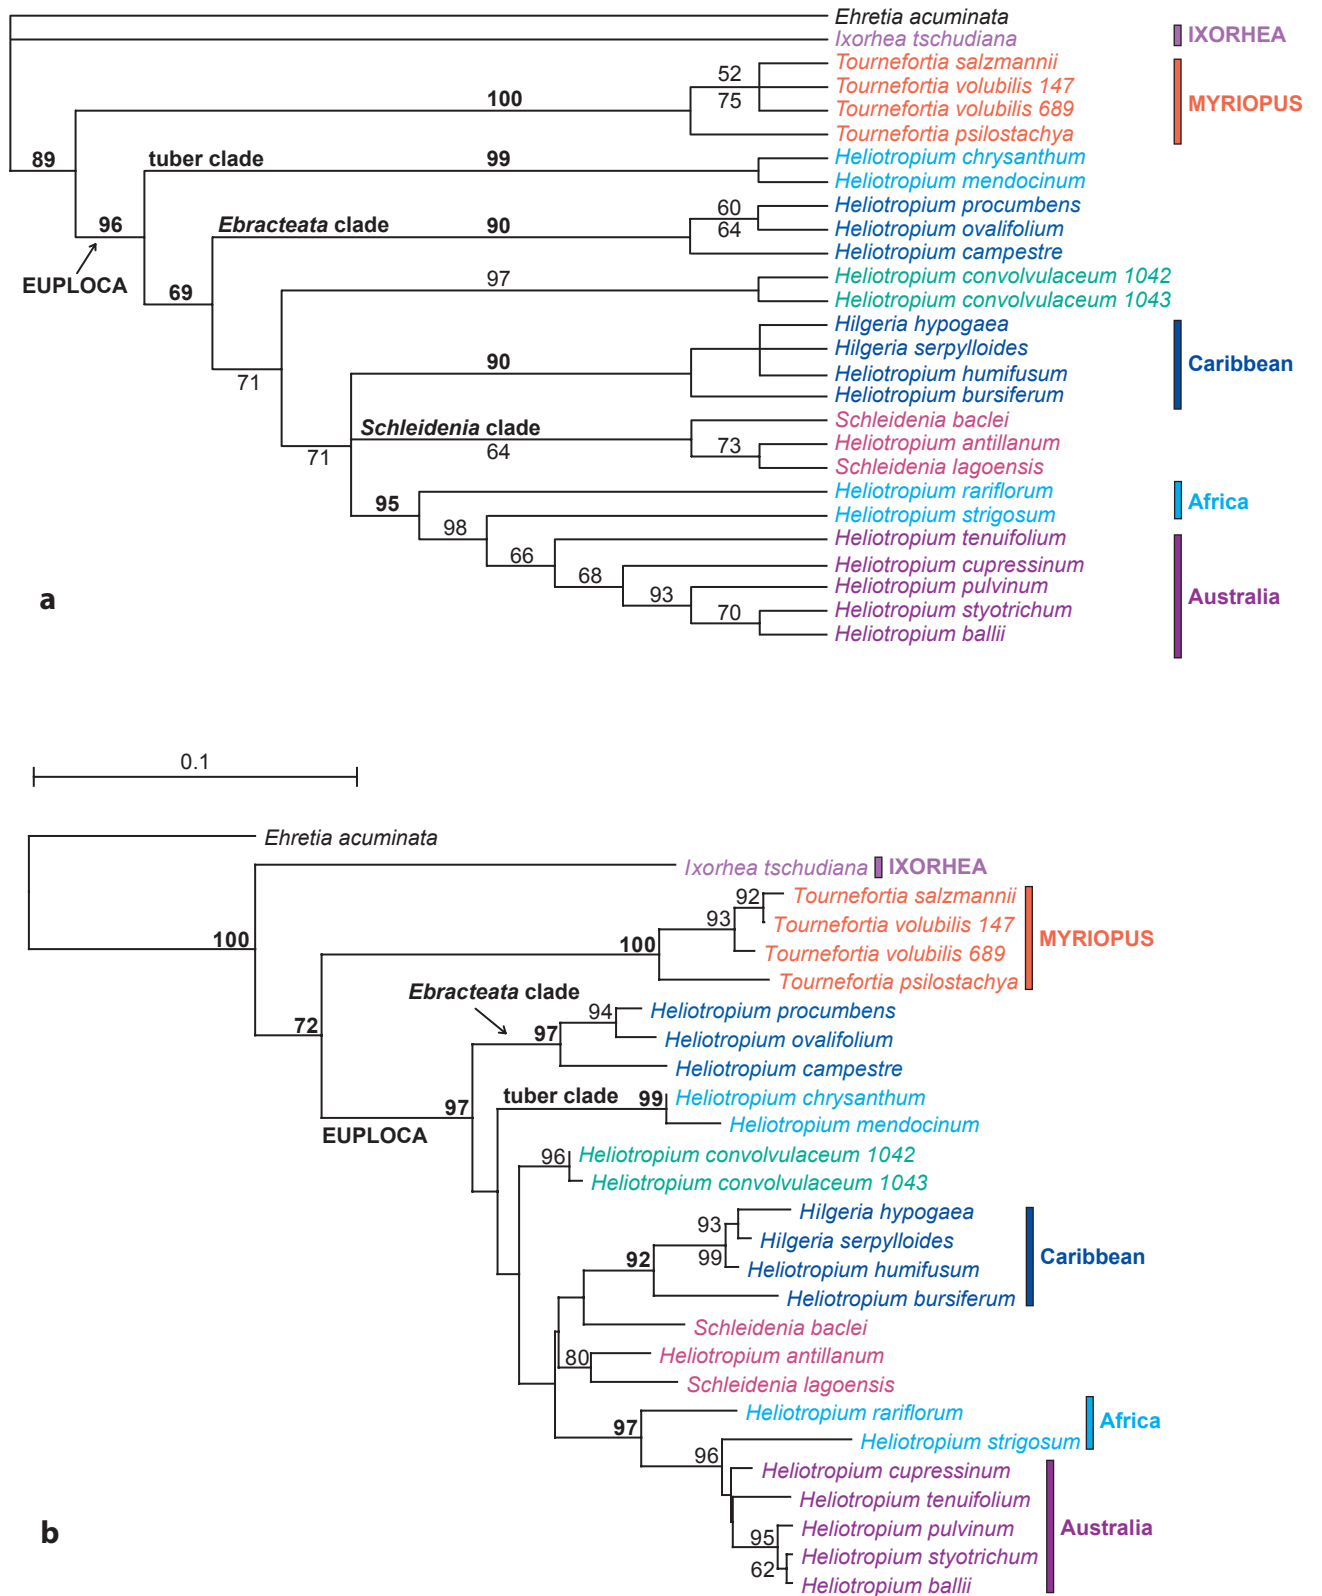 Ehretia acuminata
Ixorhea tschudiana
IXORHEA
Tournefortia salzmannii
52
Tournefortia volubilis 147
75
100
Tournefortia volubilis 689
MYRIOPUS
Tournefortia psilostachya
89
tuber clade
99
Heliotropium chrysanthum
Heliotropium mendocinum
Heliotropium procumbens
60
96
Ebracteata clade
90
64
Heliotropium ovalifolium
Heliotropium campestre
EUPLOCA
69
97
Heliotropium convolvulaceum 1042
Heliotropium convolvulaceum 1043
Hilgeria hypogaea
Hilgeria serpylloides
90
Caribbean
71
Heliotropium humifusum
Heliotropium bursiferum
Schleidenia clade
Schleidenia baclei
71
64
73
Heliotropium antillanum
Schleidenia lagoensis
95
Heliotropium rariflorum
Africa
98
Heliotropium strigosum
66
Heliotropium tenuifolium
68
Heliotropium cupressinum
93
Heliotropium pulvinum
Australia
a
70
Heliotropium styotrichum
Heliotropium ballii
0.1
Ehretia acuminata
Ixorhea tschudiana
IXORHEA
92
Tournefortia salzmannii
93
Tournefortia volubilis 147
100
100
Tournefortia volubilis 689
MYRIOPUS
Tournefortia psilostachya
Ebracteata clade
72
97
94
Heliotropium procumbens
Heliotropium ovalifolium
Heliotropium campestre
97
tuber clade
99
Heliotropium chrysanthum
EUPLOCA
Heliotropium mendocinum
96
Heliotropium convolvulaceum 1042
Heliotropium convolvulaceum 1043
93
Hilgeria hypogaea
Hilgeria serpylloides
92
99
Heliotropium humifusum
Caribbean
Heliotropium bursiferum
Schleidenia baclei
80
Heliotropium antillanum
Schleidenia lagoensis
97
Heliotropium rariflorum
Africa
96
Heliotropium strigosum
Heliotropium cupressinum
Heliotropium tenuifolium
b
95
Heliotropium pulvinum
Australia
62
Heliotropium styotrichum
Heliotropium ballii